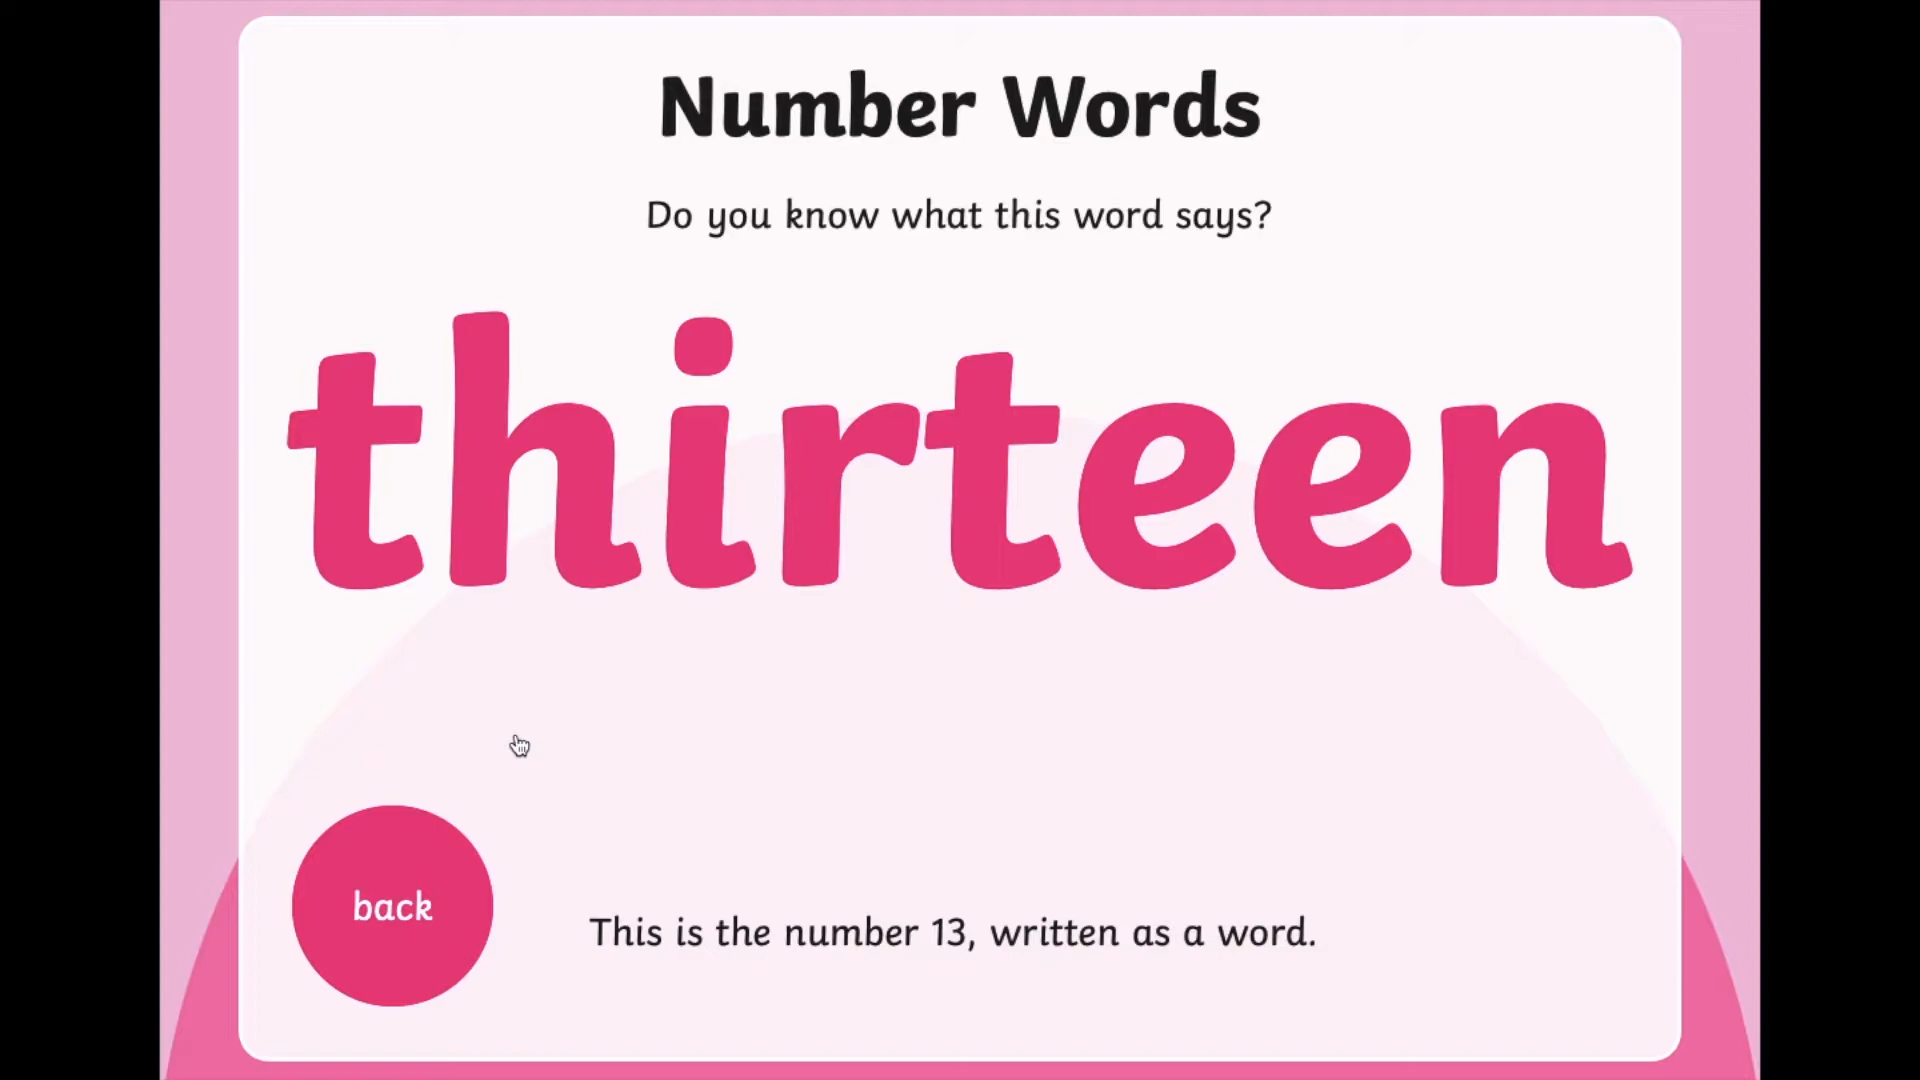 Number Words
Do you know what this word says?
thirteen
back
This is the number 13, written as a word.